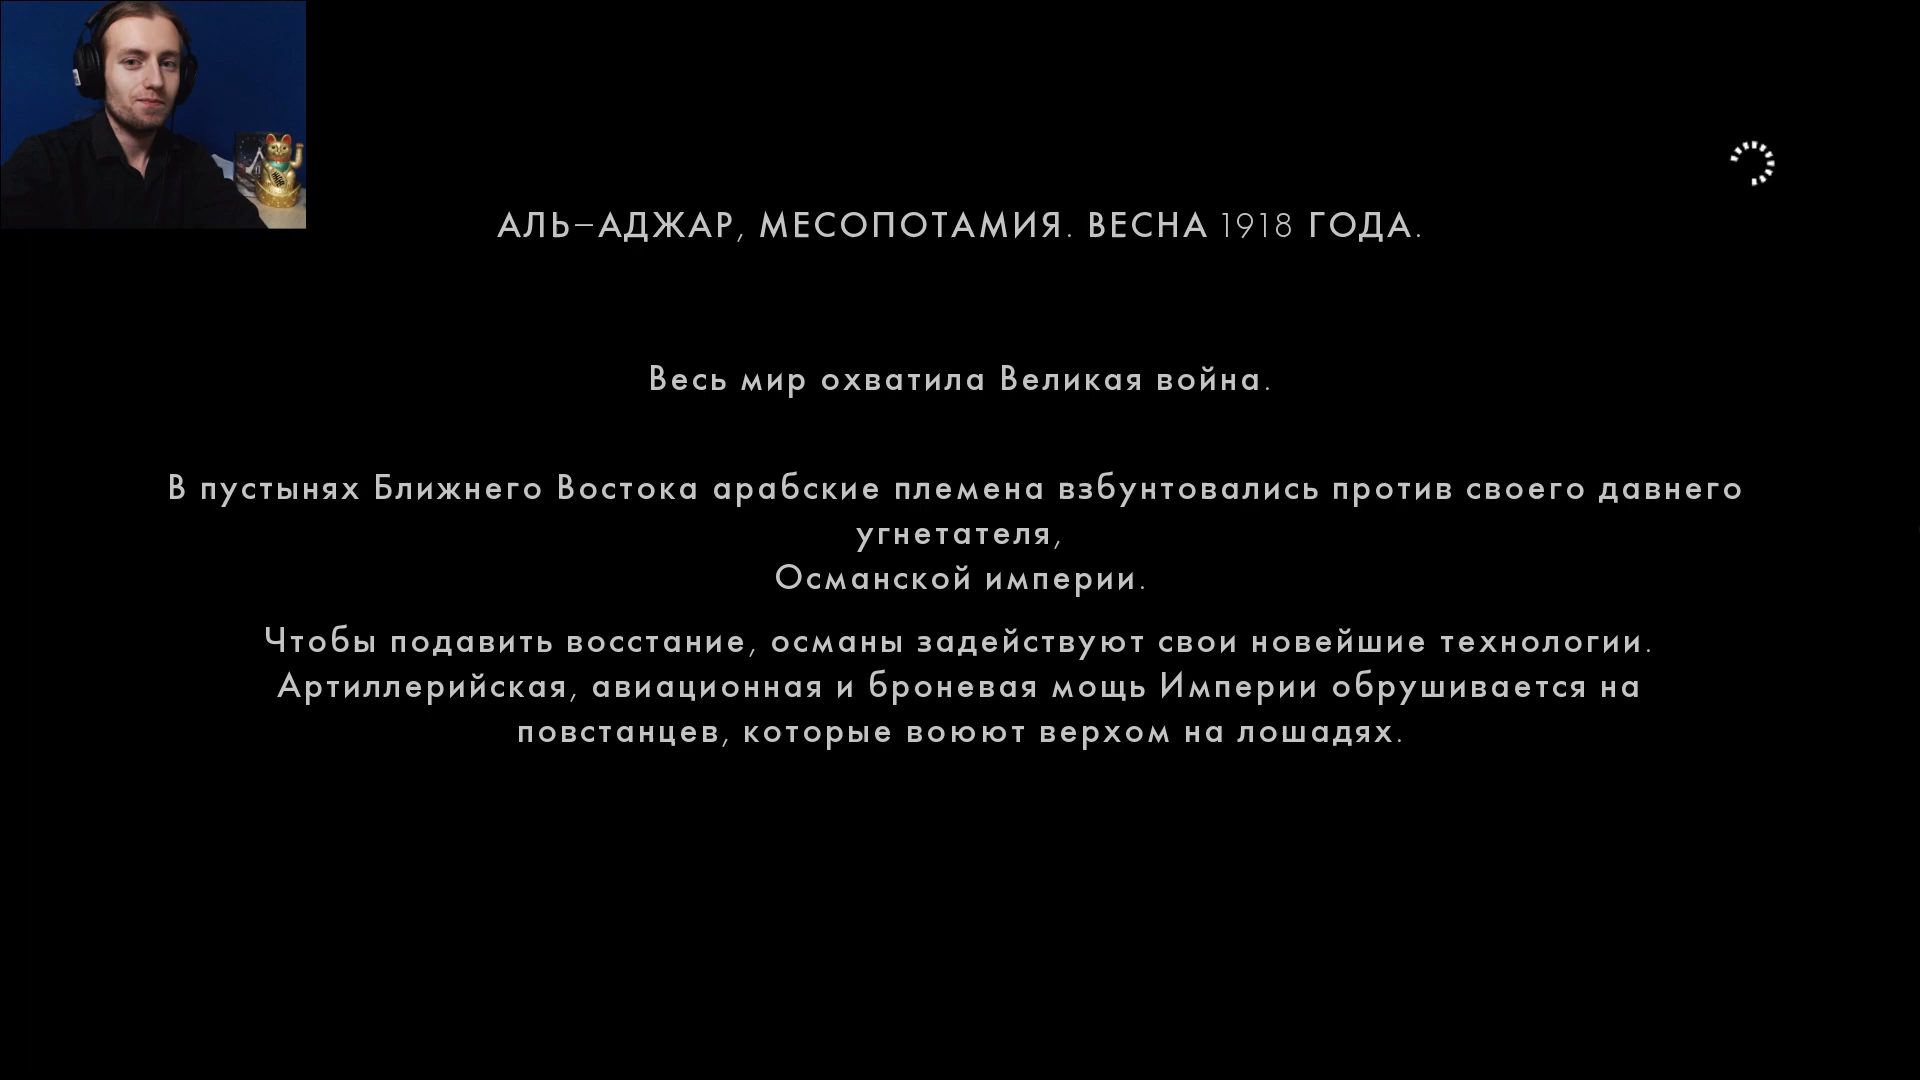 АЛЬ–АДЖАР, МЕСОПОТАМИЯ. ВЕСНА 1918 ГОДА.
Весь мир охватила Великая война.
В пустынях Ближнего Востока арабские племена взбунтовались против своего давнего
угнетателя,
Османской империи.
Чтобы подавить восстание, османы задействуют свои новейшие технологии.
Артиллерийская, авиационная и броневая мощь Империи обрушивается на
повстанцев, которые воюют верхом на лошадях.